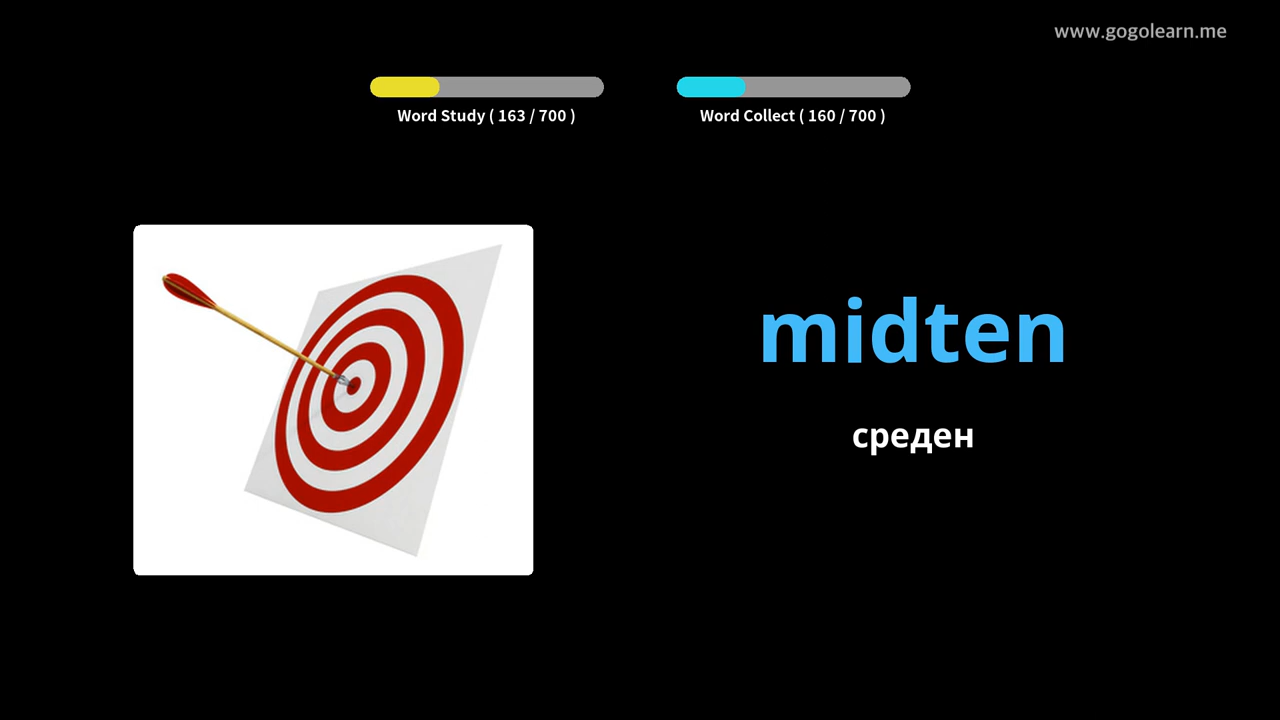 www.gogolearn.me
Word Study ( 163 / 700 )
Word Collect ( 160 / 700 )
midten
среден